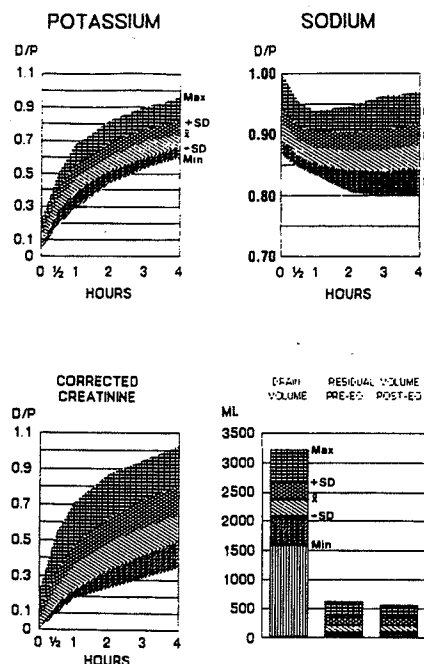 POTASSIUM
D/P
1.1
0.9
0.7
0.5
0.3
0.1
0
Max
+SD
x̄
-SD
Min
0 ½ 1 2 3 4
HOURS
SODIUM
D/P
1.00
0.90
0.80
0.70
0 ½ 1 2 3 4
HOURS
CORRECTED
CREATININE
D/P
1.1
0.9
0.7
0.5
0.3
0.1
0
0 ½ 1 2 3 4
HOURS
DRAIN VOLUME
RESIDUAL VOLUME
PRE-EQ POST-EQ
ML
3500
3000
2500
2000
1500
1000
500
0
Max
+SD
x̄
-SD
Min